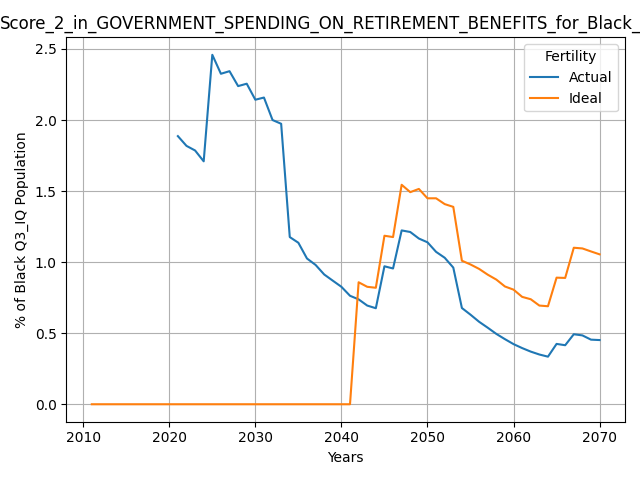 Score_2_in_GOVERNMENT_SPENDING_ON_RETIREMENT_BENEFITS_for_Black_
Fertility
Actual
Ideal
% of Black Q3_IQ Population
2.5
2.0
1.5
1.0
0.5
0.0
2010 2020 2030 2040 2050 2060 2070
Years